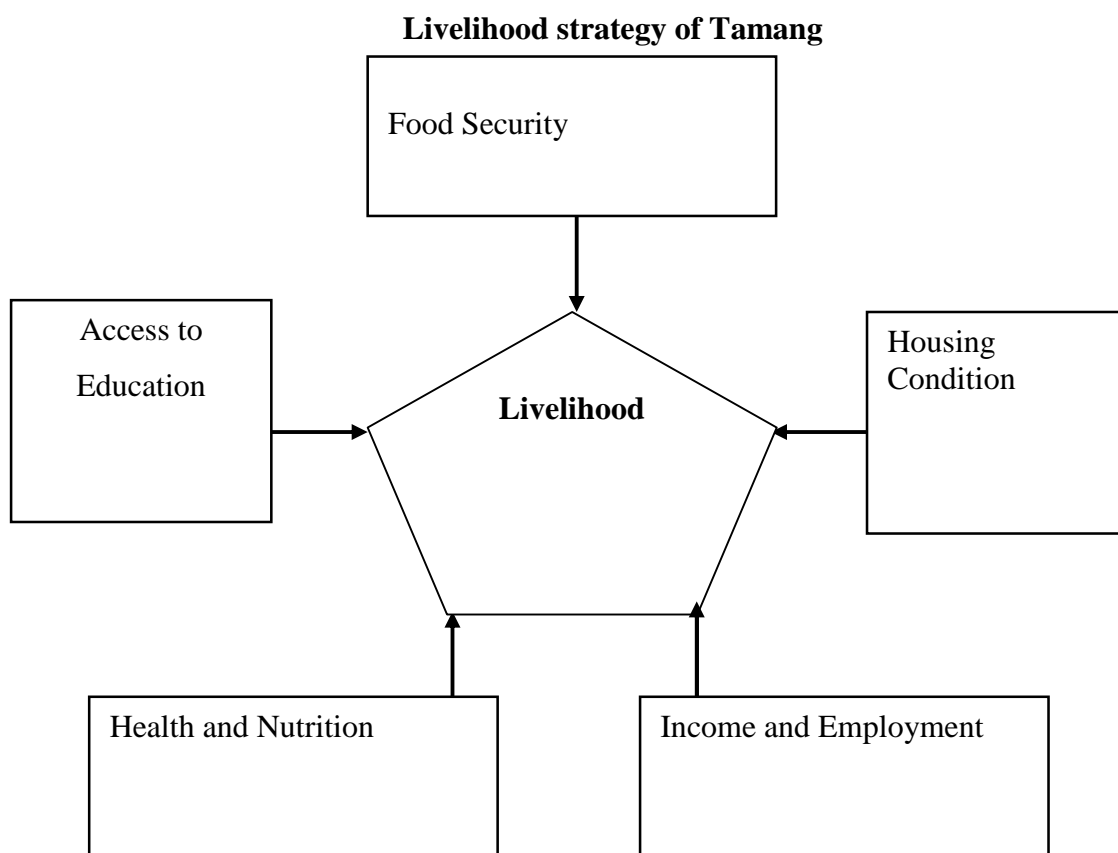 Livelihood strategy of Tamang
Food Security
Access to
Education
Housing
Condition
Livelihood
Health and Nutrition
Income and Employment